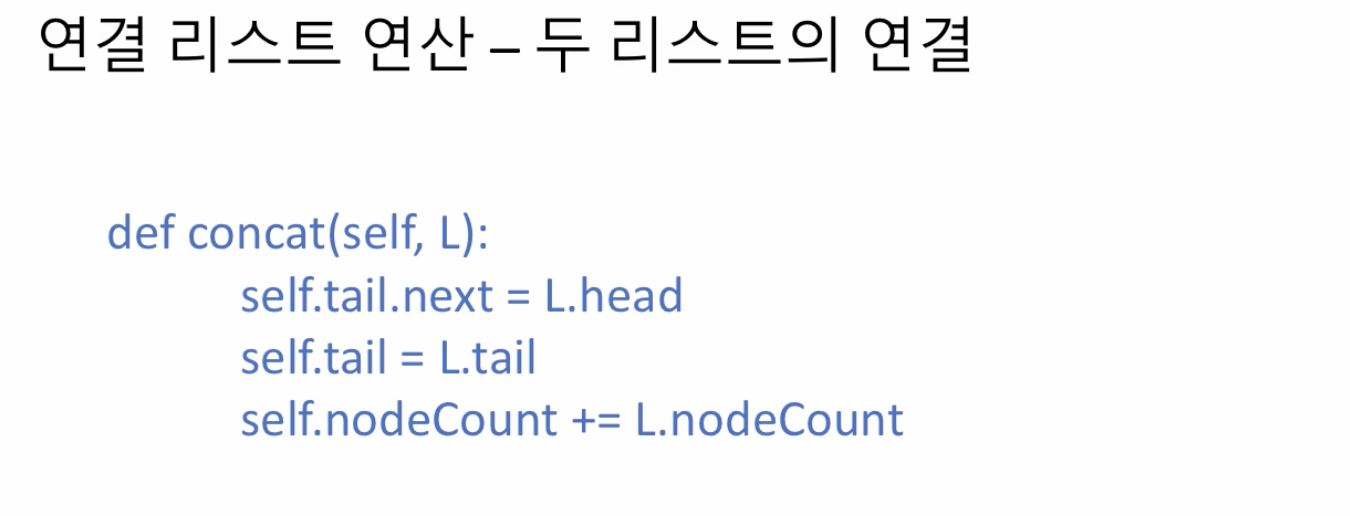 연결 리스트 연산 – 두 리스트의 연결
def concat(self, L):
self.tail.next = L.head
self.tail = L.tail
self.nodeCount += L.nodeCount